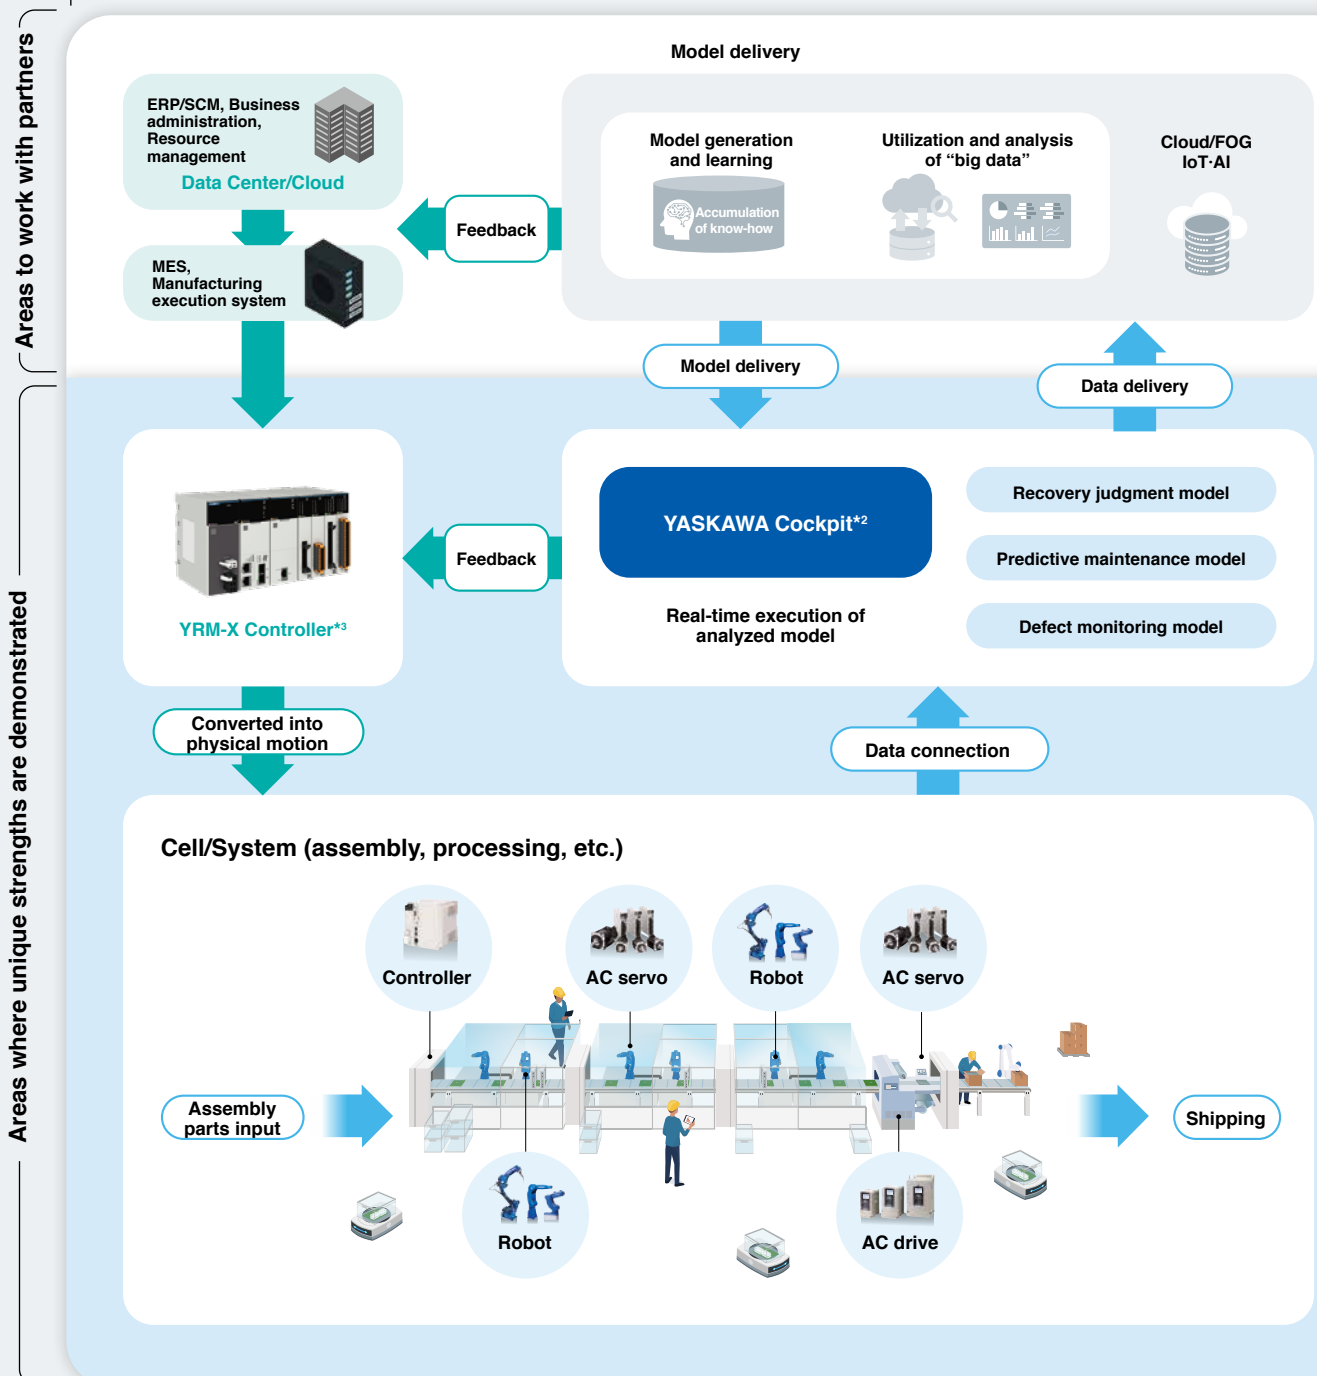 Areas to work with partners
Model delivery
ERP/SCM, Business
administration,
Resource
management
Data Center/Cloud
Model generation
and learning
Accumulation
of know-how
Utilization and analysis
of “big data”
Cloud/FOG
IoT·AI
Feedback
MES,
Manufacturing
execution system
Model delivery
Data delivery
Areas where unique strengths are demonstrated
YRM-X Controller*3
Feedback
YASKAWA Cockpit*2
Real-time execution of
analyzed model
Recovery judgment model
Predictive maintenance model
Defect monitoring model
Converted into
physical motion
Data connection
Cell/System (assembly, processing, etc.)
Controller
AC servo
Robot
AC servo
Assembly
parts input
Shipping
Robot
AC drive